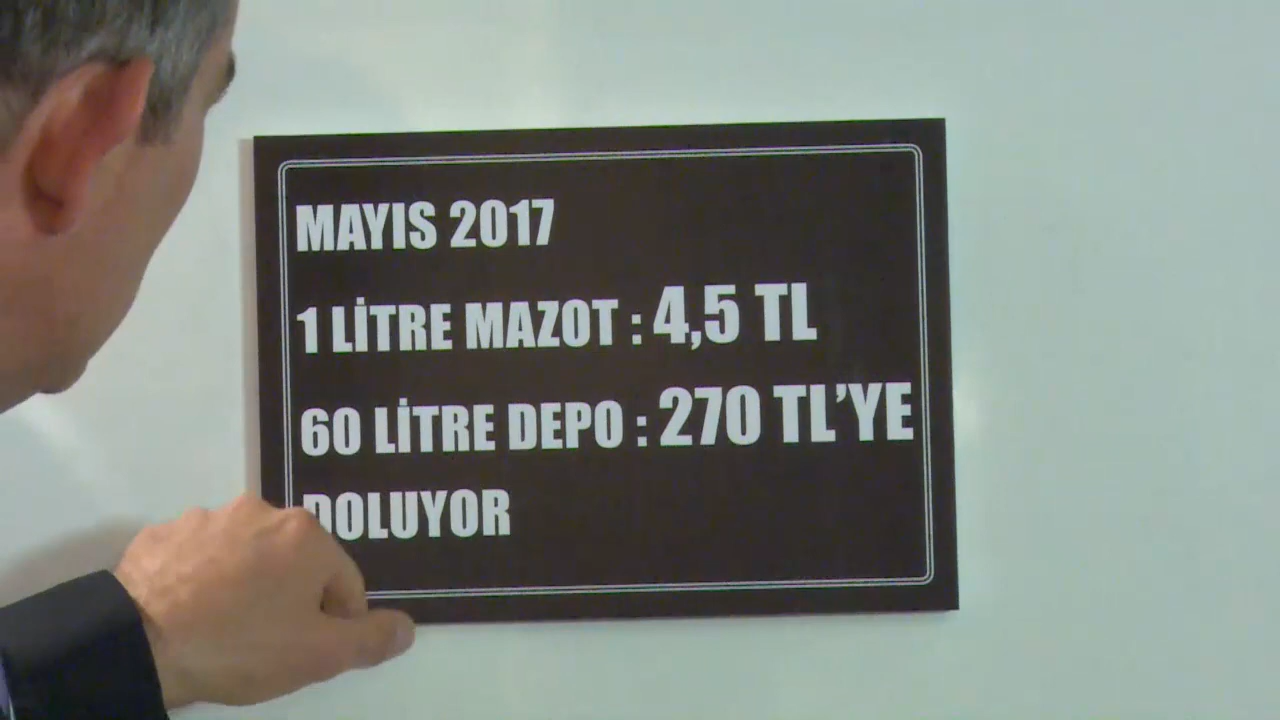 MAYIS 2017
1 LİTRE MAZOT : 4,5 TL
60 LİTRE DEPO : 270 TL'YE
DOLUYOR